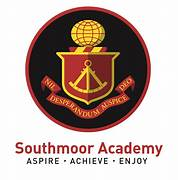 NIL DEO
DESPERANDUM AUSPICE
Southmoor Academy
ASPIRE • ACHIEVE • ENJOY